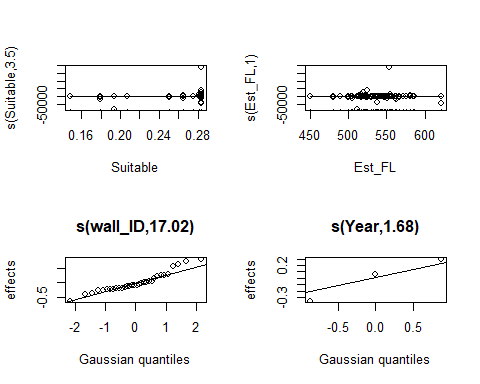 s(Suitable,3.5)
-50000
0.16 0.20 0.24 0.28
Suitable
s(Est_FL,1)
-50000
450 500 550 600
Est_FL
s(wall_ID,17.02)
effects
-0.5
-2 -1 0 1 2
Gaussian quantiles
s(Year,1.68)
effects
-0.3 0.2
-0.5 0.0 0.5
Gaussian quantiles